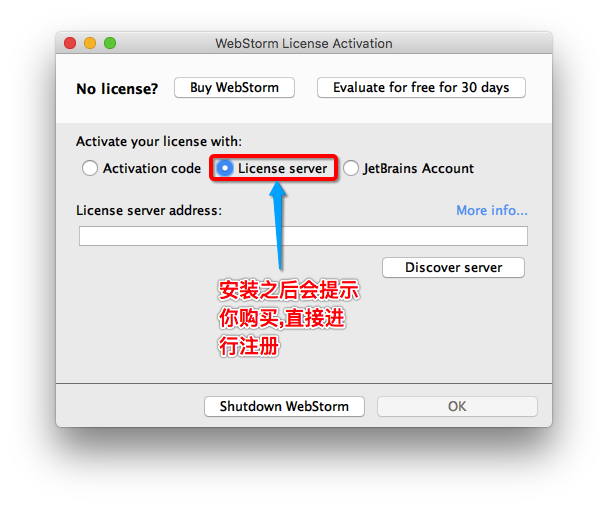 WebStorm License Activation
No license? Buy WebStorm Evaluate for free for 30 days
Activate your license with:
Activation code License server JetBrains Account
License server address: More info...
Discover server
安装之后会提示
你购买,直接进
行注册
Shutdown WebStorm OK